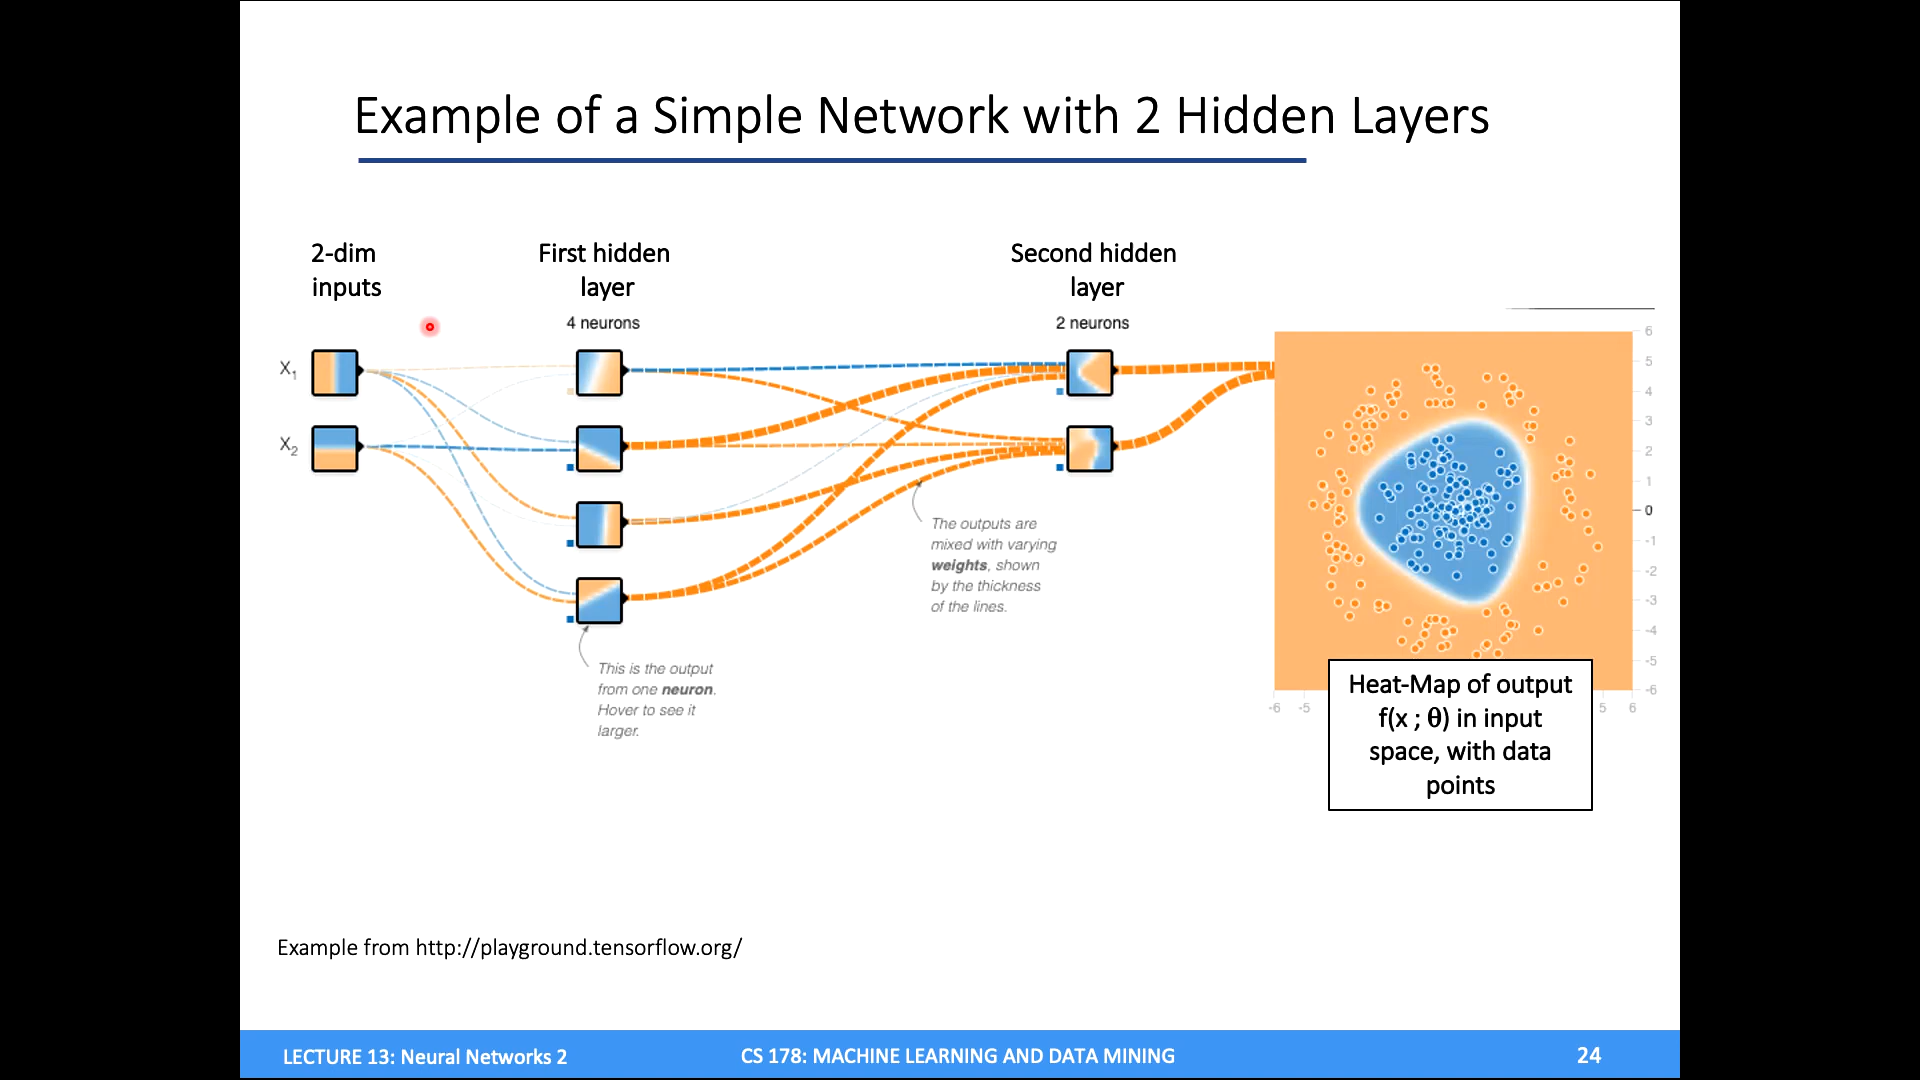 Example of a Simple Network with 2 Hidden Layers
2-dim
inputs
First hidden
layer
4 neurons
Second hidden
layer
2 neurons
X1
X2
The outputs are
mixed with varying
weights, shown
by the thickness
of the lines.
This is the output
from one neuron.
Hover to see it
larger.
6
5
4
3
2
1
0
-1
-2
-3
-4
-5
-6
-6
-5
5
6
Heat-Map of output
f(x ; θ) in input
space, with data
points
Example from http://playground.tensorflow.org/
LECTURE 13: Neural Networks 2
CS 178: MACHINE LEARNING AND DATA MINING
24